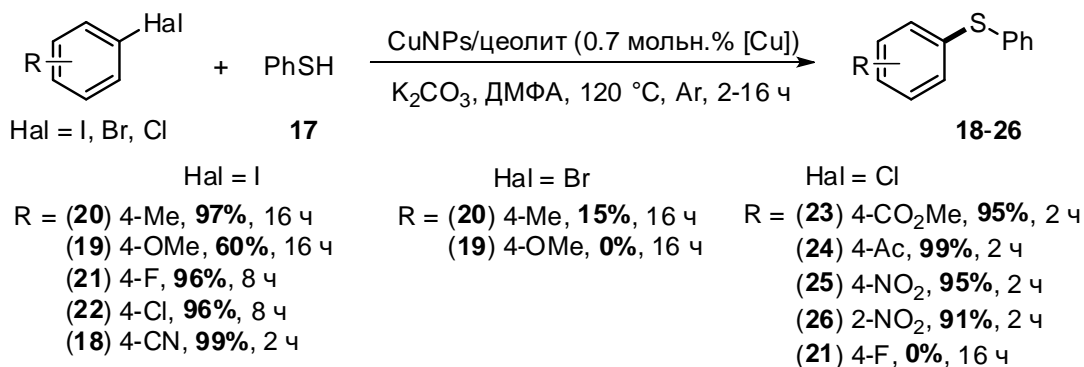 Hal
R
+
PhSH
CuNPs/цеолит (0.7 мольн.% [Cu])
K₂CO₃, ДМФА, 120 °C, Ar, 2-16 ч
S
Ph
R
Hal = I, Br, Cl
17
18-26
Hal = I
R = (20) 4-Me, 97%, 16 ч
(19) 4-OMe, 60%, 16 ч
(21) 4-F, 96%, 8 ч
(22) 4-Cl, 96%, 8 ч
(18) 4-CN, 99%, 2 ч
Hal = Br
R = (20) 4-Me, 15%, 16 ч
(19) 4-OMe, 0%, 16 ч
Hal = Cl
R = (23) 4-CO₂Me, 95%, 2 ч
(24) 4-Ac, 99%, 2 ч
(25) 4-NO₂, 95%, 2 ч
(26) 2-NO₂, 91%, 2 ч
(21) 4-F, 0%, 16 ч